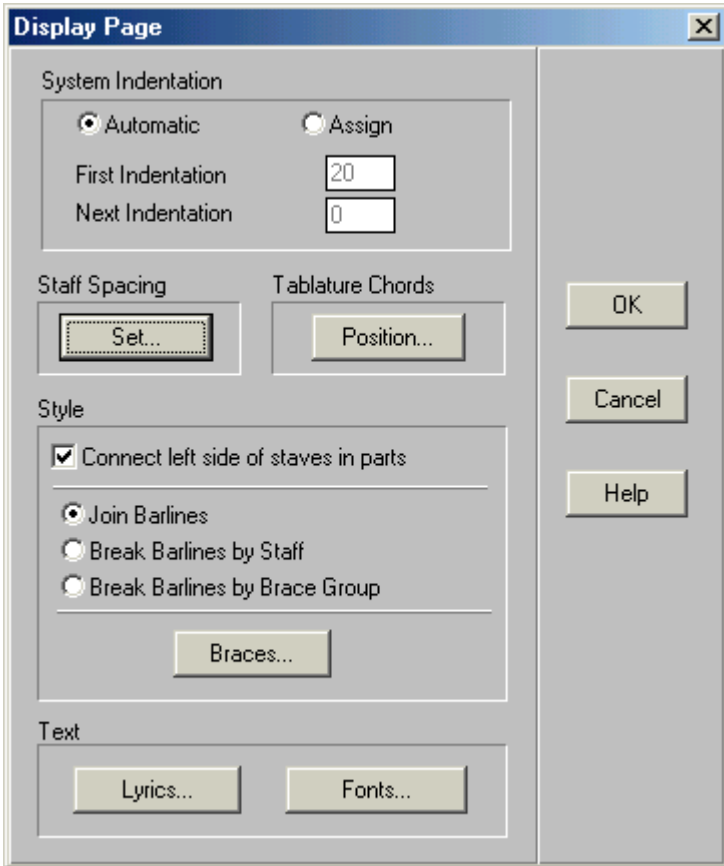 Display Page
System Indentation
Automatic Assign
First Indentation 20
Next Indentation 0
Staff Spacing Tablature Chords
Set... Position...
OK
Style
Cancel
Connect left side of staves in parts
Help
Join Barlines
Break Barlines by Staff
Break Barlines by Brace Group
Braces...
Text
Lyrics... Fonts...